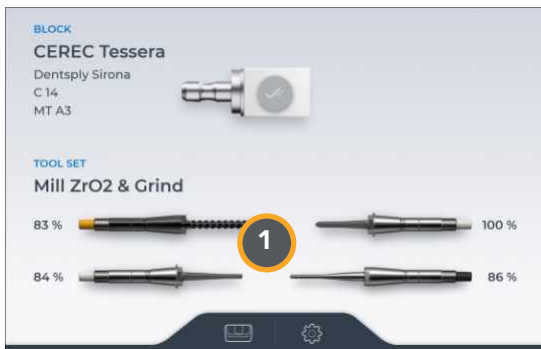 BLOCK
CEREC Tessera
Dentsply Sirona
C 14
MT A3
TOOL SET
Mill ZrO2 & Grind
83 %
100 %
1
84 %
86 %